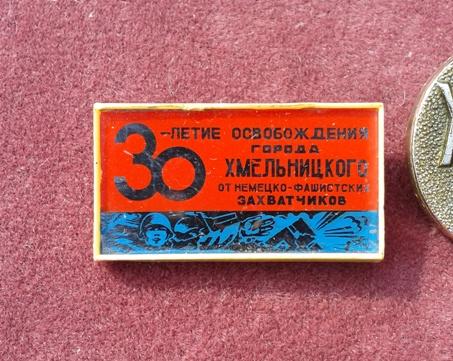 30-ЛЕТИЕ ОСВОБОЖДЕНИЯ
ГОРОДА
ХМЕЛЬНИЦКОГО
ОТ НЕМЕЦКО-ФАШИСТСКИХ
ЗАХВАТЧИКОВ